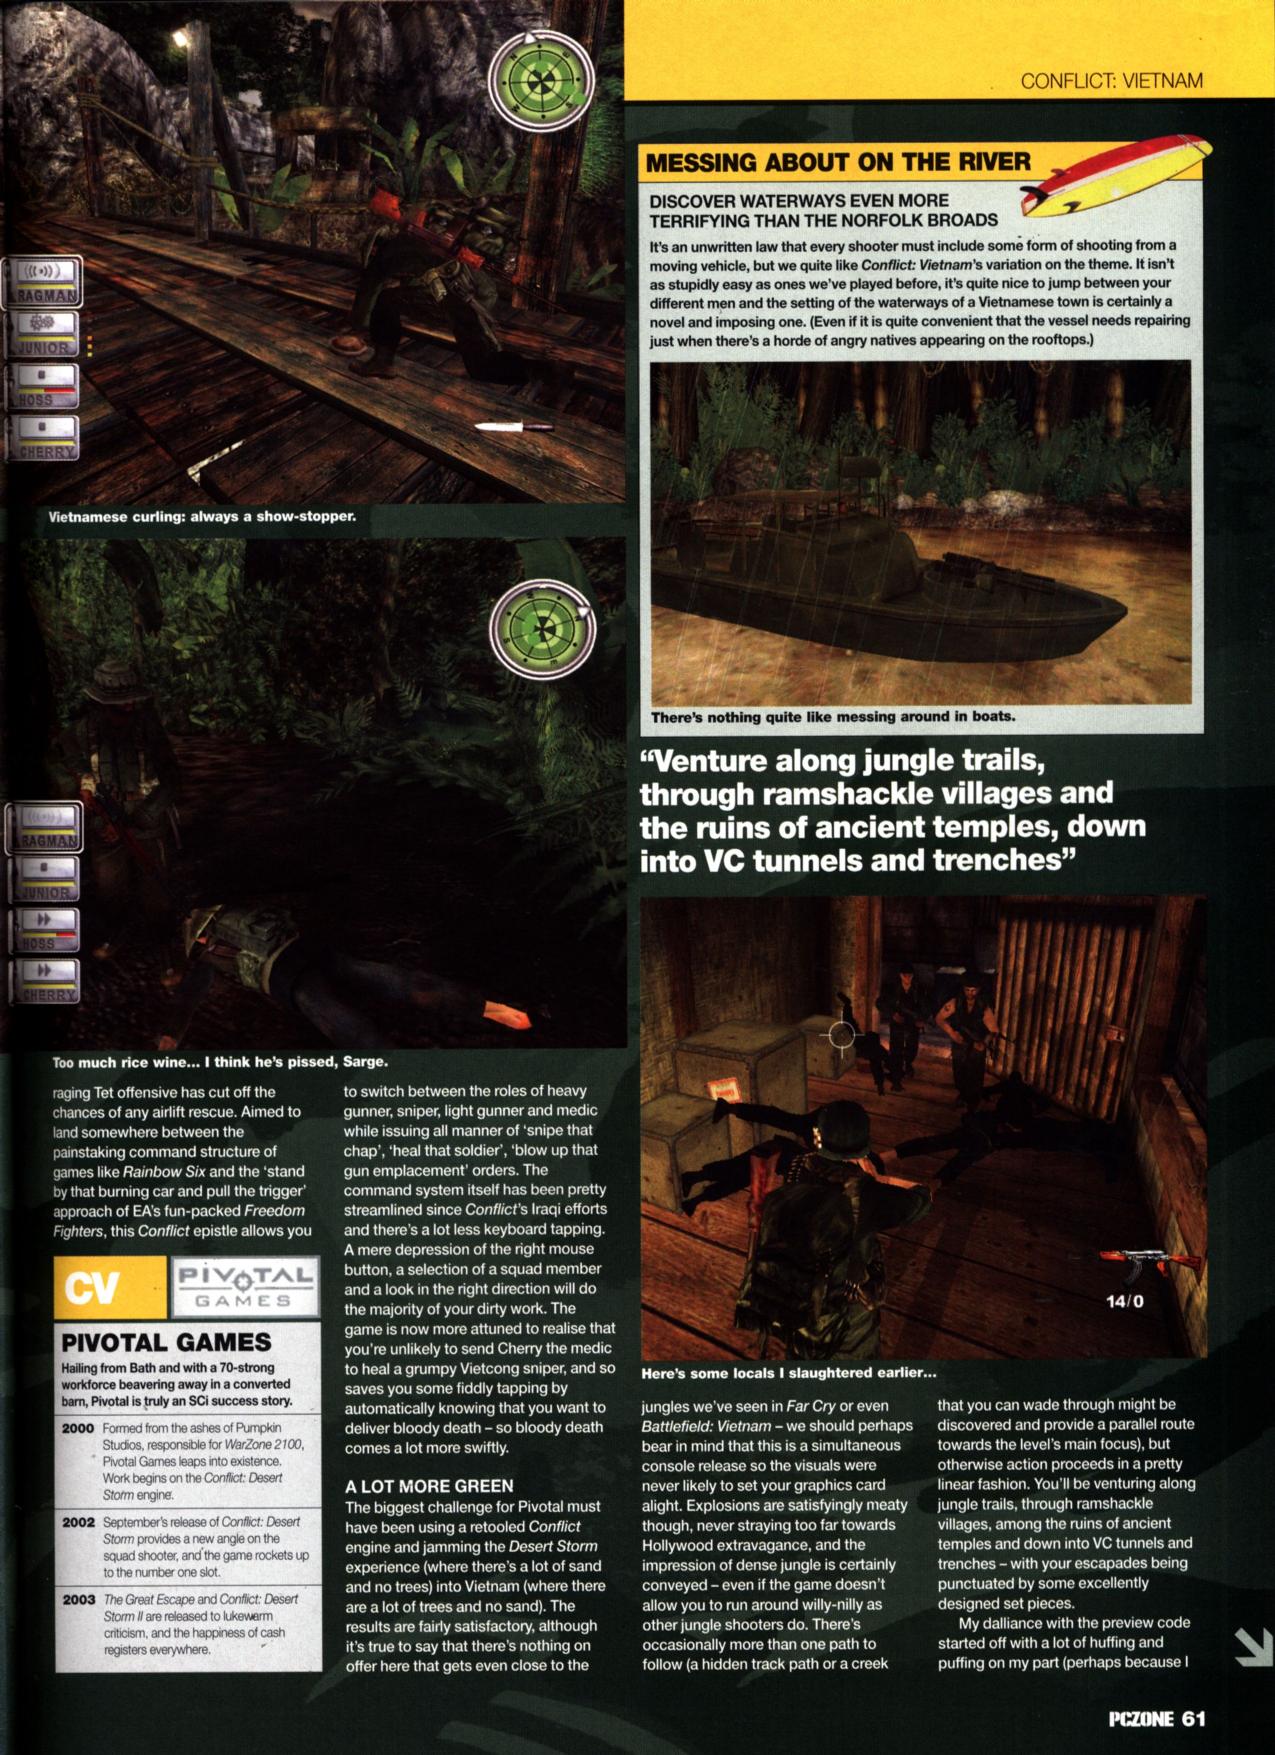 CONFLICT: VIETNAM
RAGMAN
JUNIOR
HOSS
CHERRY
Vietnamese curling: always a show-stopper.
RAGMAN
JUNIOR
HOSS
CHERRY
Too much rice wine... I think he's pissed, Sarge.
MESSING ABOUT ON THE RIVER
DISCOVER WATERWAYS EVEN MORE
TERRIFYING THAN THE NORFOLK BROADS
It's an unwritten law that every shooter must include some form of shooting from a
moving vehicle, but we quite like Conflict: Vietnam's variation on the theme. It isn't
as stupidly easy as ones we've played before, it's quite nice to jump between your
different men and the setting of the waterways of a Vietnamese town is certainly a
novel and imposing one. (Even if it is quite convenient that the vessel needs repairing
just when there's a horde of angry natives appearing on the rooftops.)
There's nothing quite like messing around in boats.
“Venture along jungle trails,
through ramshackle villages and
the ruins of ancient temples, down
into VC tunnels and trenches”
14/0
Here's some locals I slaughtered earlier...
raging Tet offensive has cut off the
chances of any airlift rescue. Aimed to
land somewhere between the
painstaking command structure of
games like Rainbow Six and the ‘stand
by that burning car and pull the trigger’
approach of EA's fun-packed Freedom
Fighters, this Conflict epistle allows you
CV
PIVOTAL
GAMES
PIVOTAL GAMES
Hailing from Bath and with a 70-strong
workforce beavering away in a converted
barn, Pivotal is truly an SCi success story.
2000 Formed from the ashes of Pumpkin
Studios, responsible for WarZone 2100,
Pivotal Games leaps into existence.
Work begins on the Conflict: Desert
Storm engine.
2002 September's release of Conflict: Desert
Storm provides a new angle on the
squad shooter, and the game rockets up
to the number one slot.
2003 The Great Escape and Conflict: Desert
Storm II are released to lukewarm
criticism, and the happiness of cash
registers everywhere.
to switch between the roles of heavy
gunner, sniper, light gunner and medic
while issuing all manner of ‘snipe that
chap’, ‘heal that soldier’, ‘blow up that
gun emplacement’ orders. The
command system itself has been pretty
streamlined since Conflict's Iraqi efforts
and there's a lot less keyboard tapping.
A mere depression of the right mouse
button, a selection of a squad member
and a look in the right direction will do
the majority of your dirty work. The
game is now more attuned to realise that
you're unlikely to send Cherry the medic
to heal a grumpy Vietcong sniper, and so
saves you some fiddly tapping by
automatically knowing that you want to
deliver bloody death – so bloody death
comes a lot more swiftly.
A LOT MORE GREEN
The biggest challenge for Pivotal must
have been using a retooled Conflict
engine and jamming the Desert Storm
experience (where there's a lot of sand
and no trees) into Vietnam (where there
are a lot of trees and no sand). The
results are fairly satisfactory, although
it's true to say that there's nothing on
offer here that gets even close to the
jungles we've seen in Far Cry or even
Battlefield: Vietnam – we should perhaps
bear in mind that this is a simultaneous
console release so the visuals were
never likely to set your graphics card
alight. Explosions are satisfyingly meaty
though, never straying too far towards
Hollywood extravagance, and the
impression of dense jungle is certainly
conveyed – even if the game doesn't
allow you to run around willy-nilly as
other jungle shooters do. There's
occasionally more than one path to
follow (a hidden track path or a creek
that you can wade through might be
discovered and provide a parallel route
towards the level's main focus), but
otherwise action proceeds in a pretty
linear fashion. You'll be venturing along
jungle trails, through ramshackle
villages, among the ruins of ancient
temples and down into VC tunnels and
trenches – with your escapades being
punctuated by some excellently
designed set pieces.
My dalliance with the preview code
started off with a lot of huffing and
puffing on my part (perhaps because I
PCZONE 61